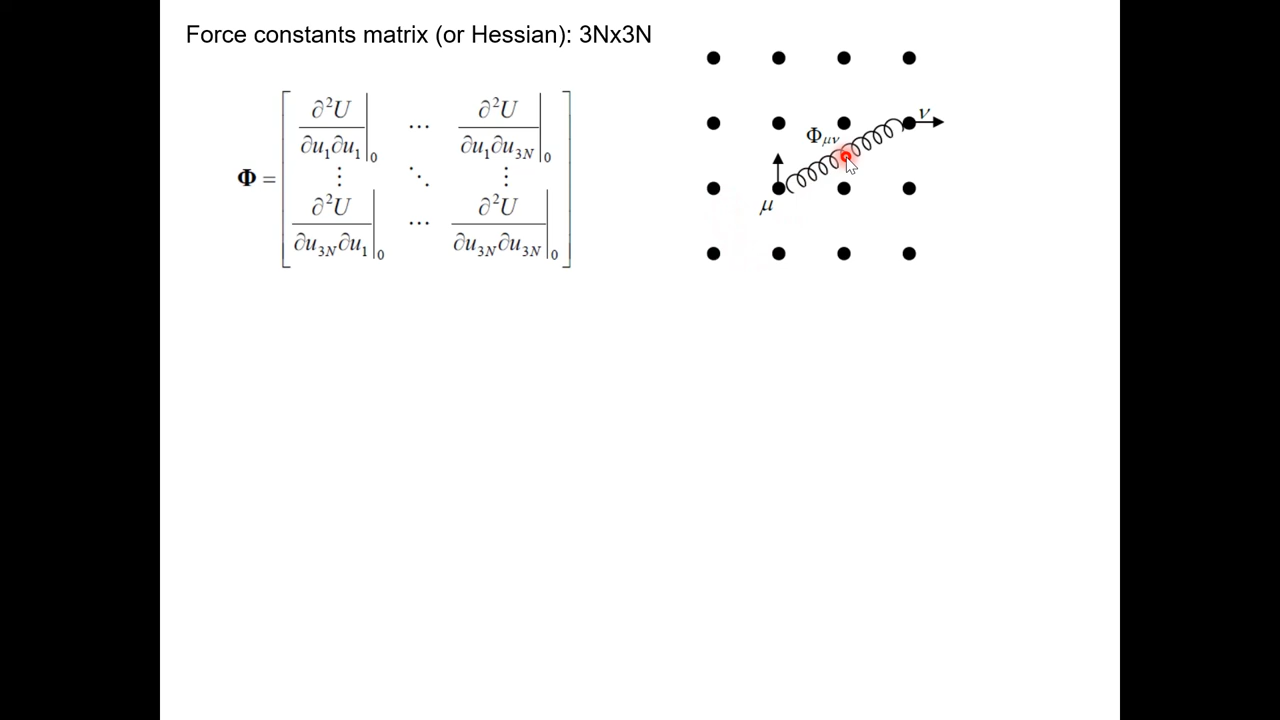 Force constants matrix (or Hessian): 3Nx3N
Φ = [ ∂²U/∂u₁∂u₁|₀ ⋯ ∂²U/∂u₁∂u₃N|₀
⋮ ⋱ ⋮
∂²U/∂u₃N∂u₁|₀ ⋯ ∂²U/∂u₃N∂u₃N|₀ ]
ν
Φμν
μ